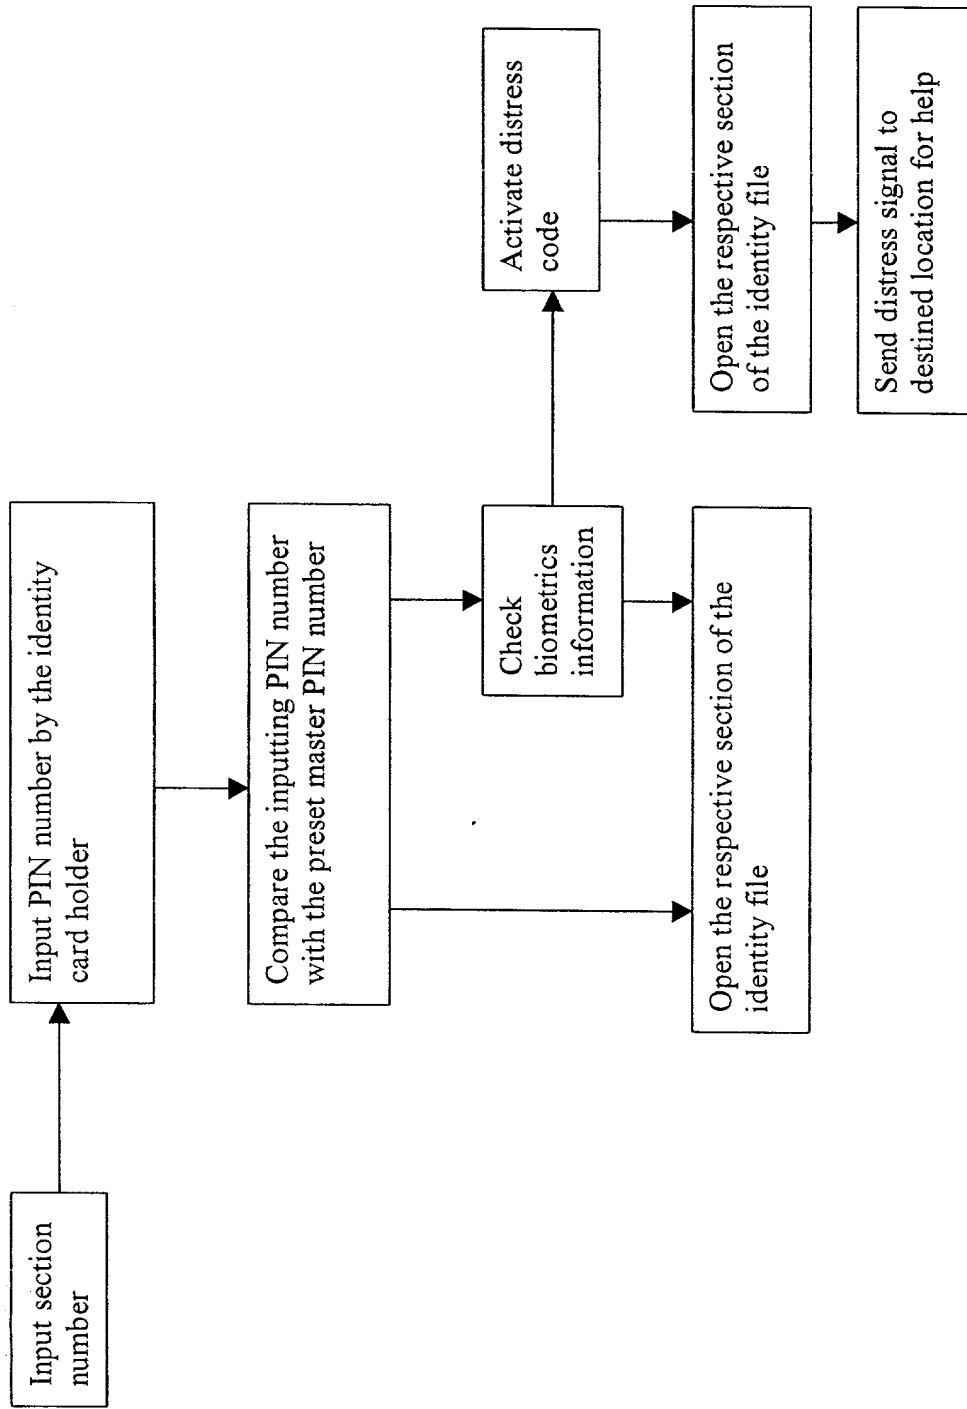 Input section
number
Input PIN number by the identity
card holder
Compare the inputting PIN number
with the preset master PIN number
Check
biometrics
information
Activate distress
code
Open the respective section of the
identity file
Open the respective section
of the identity file
Send distress signal to
destined location for help